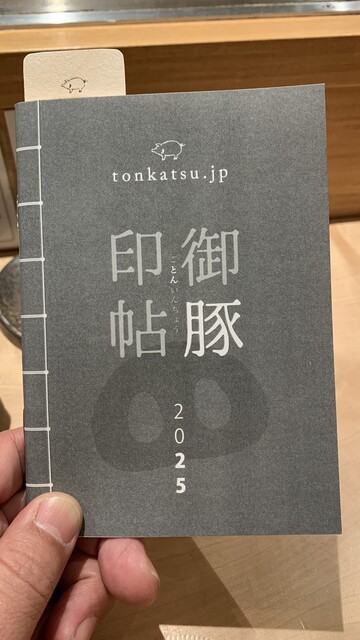 tonkatsu.jp
御豚
印帖
ごとんいんちょう
2025